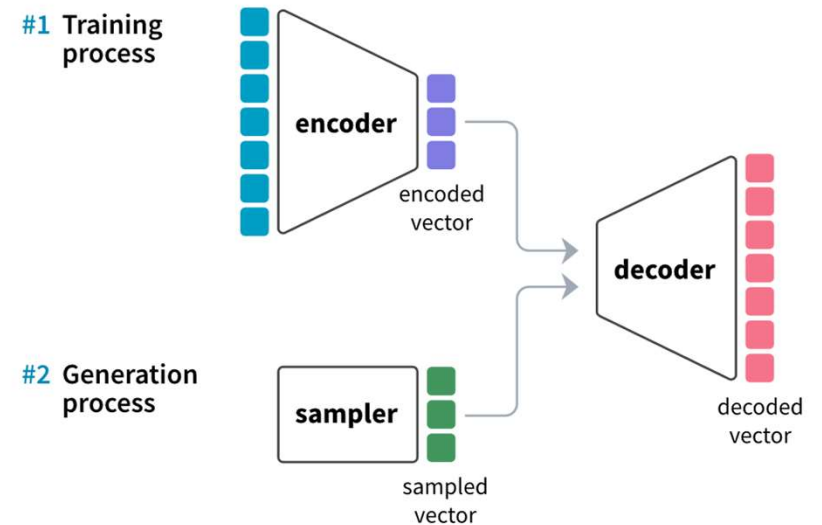 #1 Training
process
encoder
encoded
vector
decoder
decoded
vector
#2 Generation
process
sampler
sampled
vector